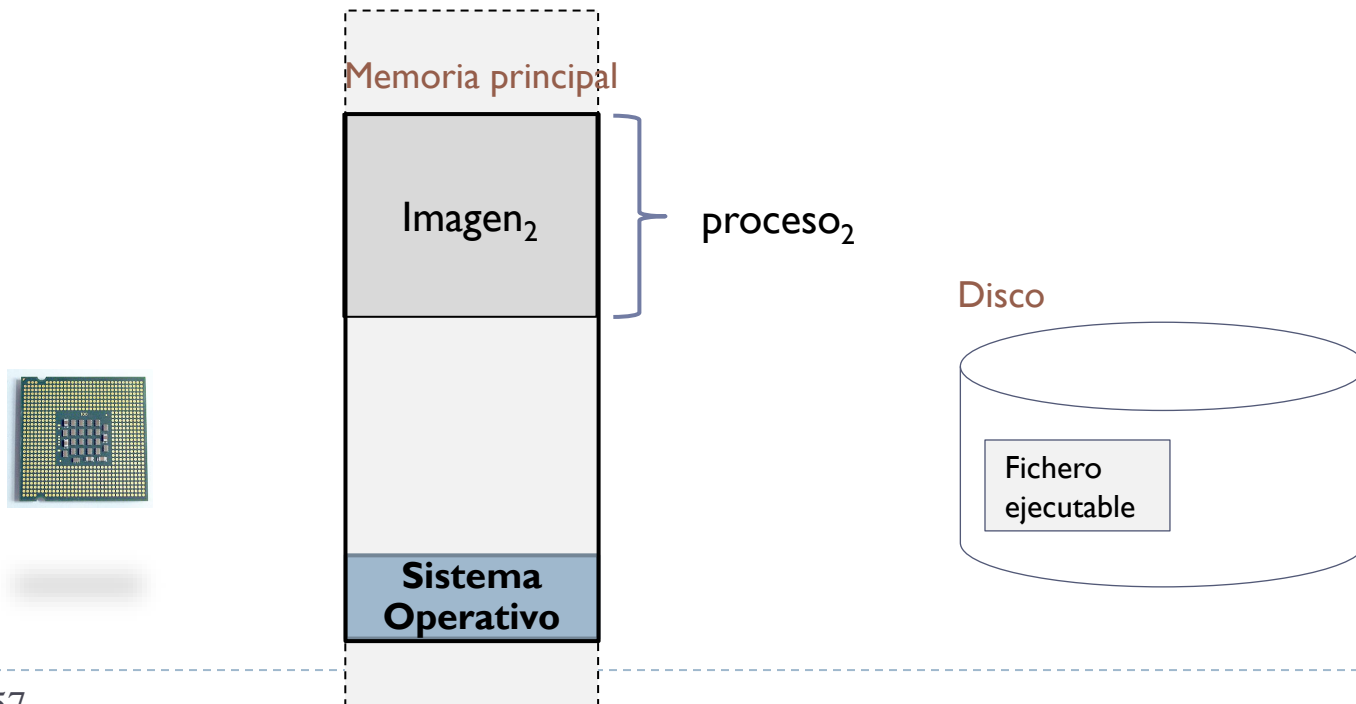 Memoria principal
Imagen₂
proceso₂
Disco
Fichero
ejecutable
Sistema
Operativo